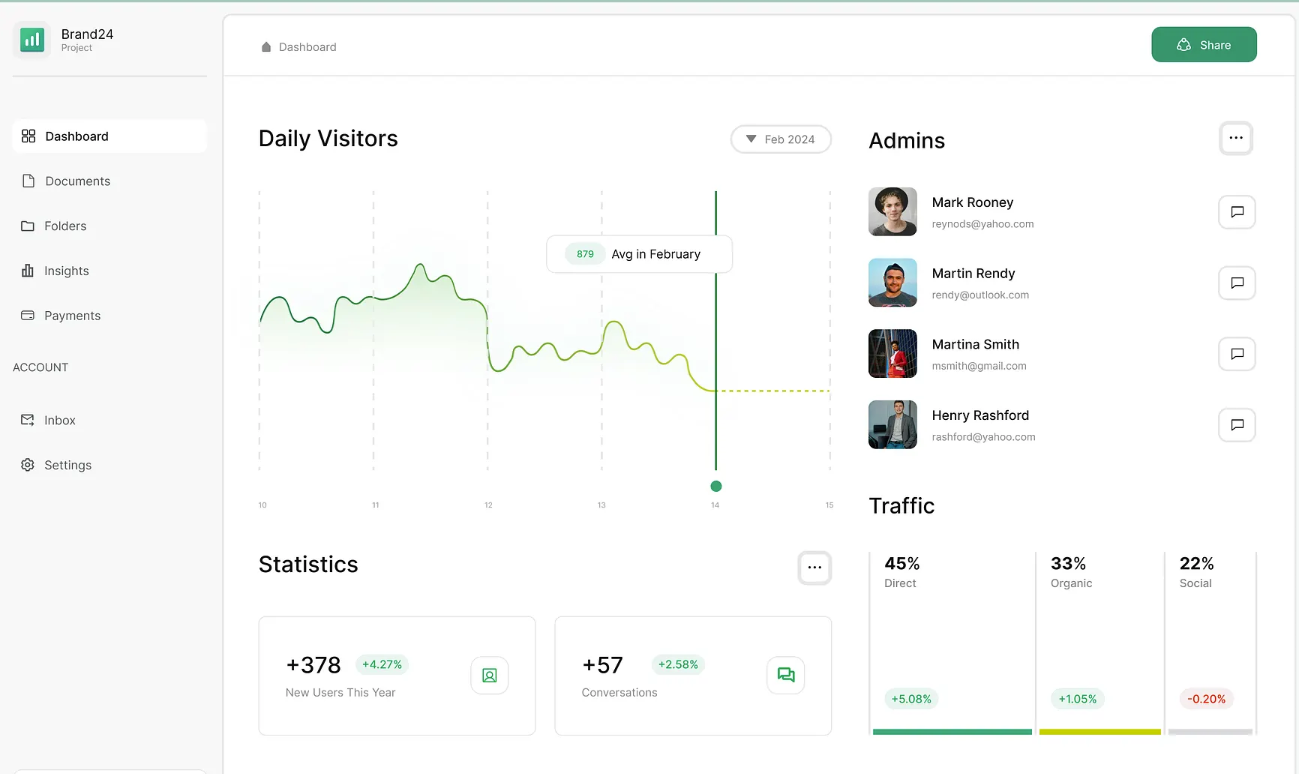 Brand24
Project
Dashboard
Documents
Folders
Insights
Payments
ACCOUNT
Inbox
Settings
Dashboard
Share
Daily Visitors
Feb 2024
879 Avg in February
10 11 12 13 14 15
Statistics
+378 +4.27%
New Users This Year
+57 +2.58%
Conversations
Admins
Mark Rooney
reynods@yahoo.com
Martin Rendy
rendy@outlook.com
Martina Smith
msmith@gmail.com
Henry Rashford
rashford@yahoo.com
Traffic
45% 33% 22%
Direct Organic Social
+5.08% +1.05% -0.20%